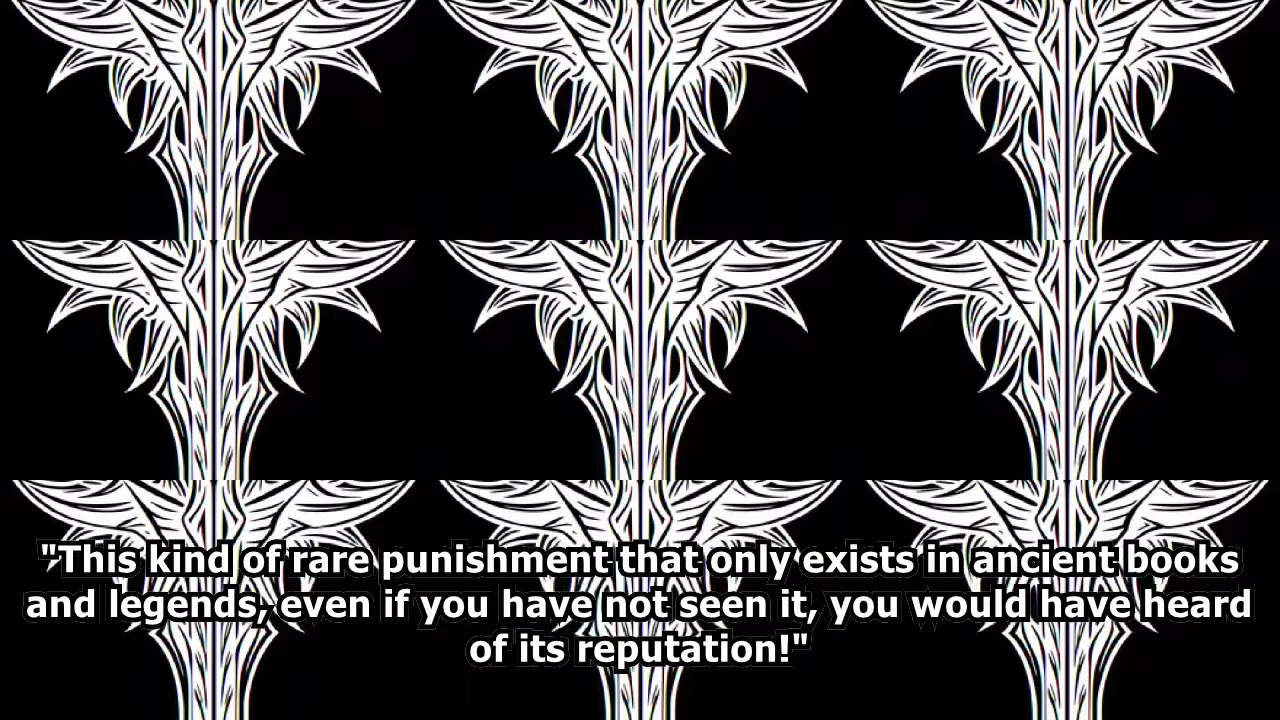 "This kind of rare punishment that only exists in ancient books
and legends, even if you have not seen it, you would have heard
of its reputation!"